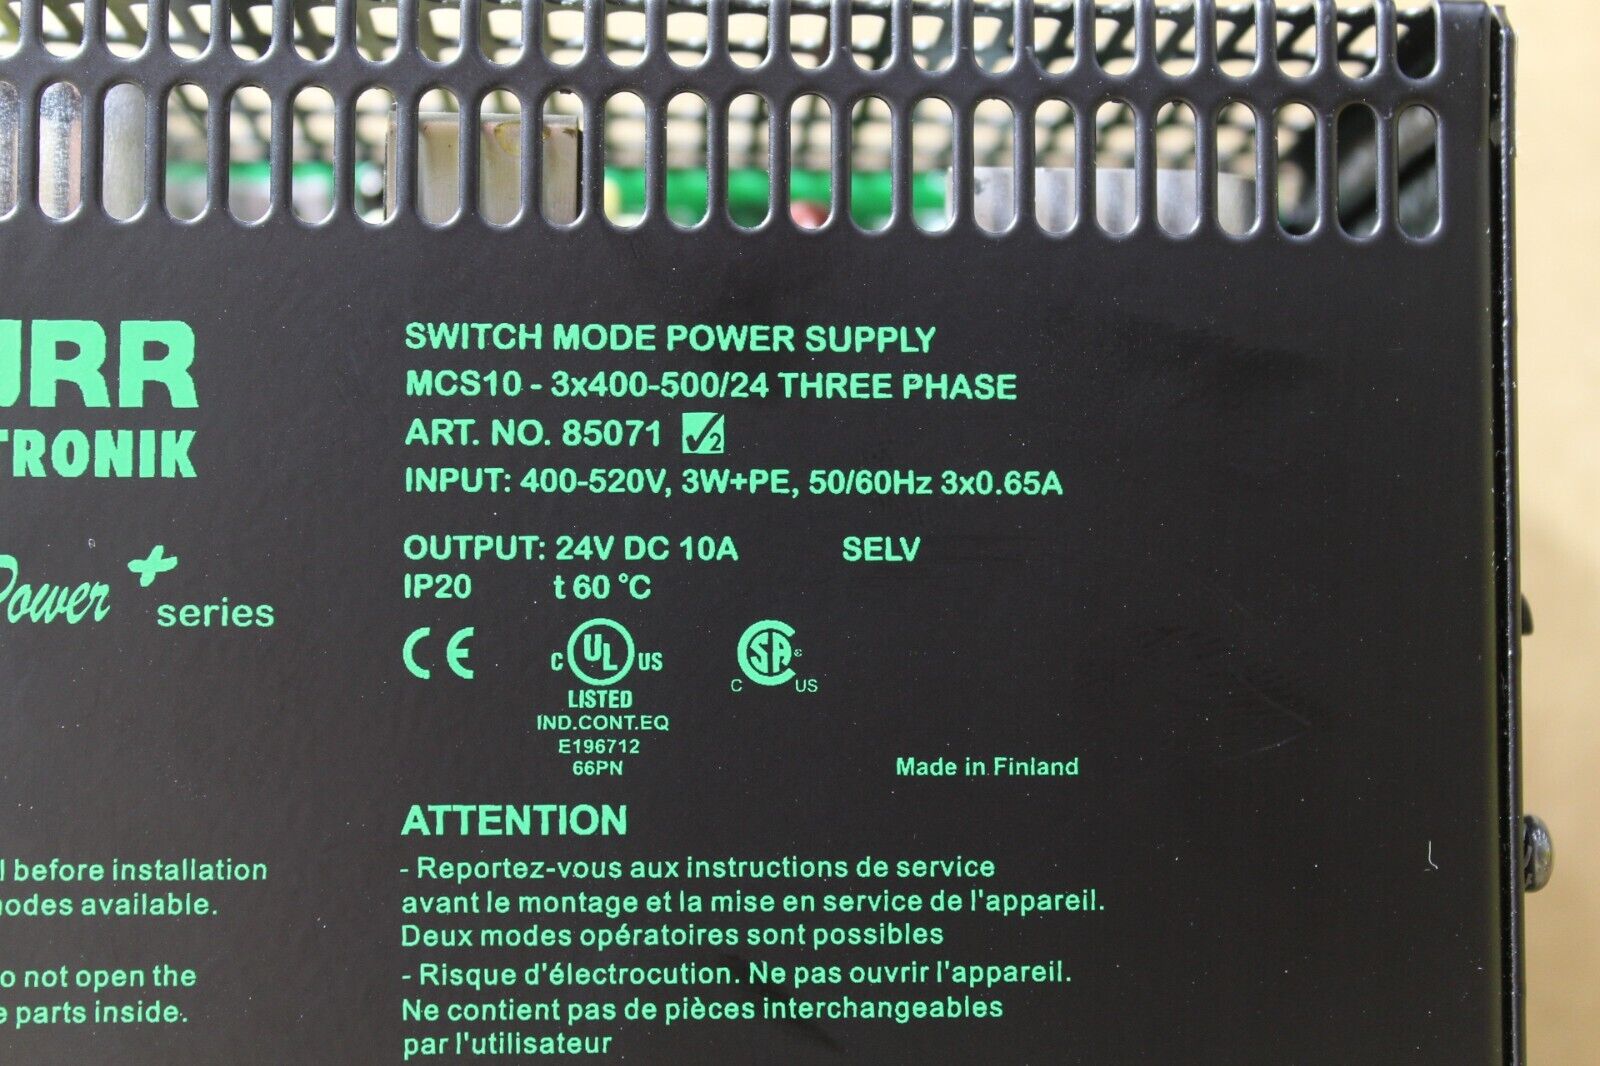 SWITCH MODE POWER SUPPLY
MCS10 - 3x400-500/24 THREE PHASE
ART. NO. 85071 2
INPUT: 400-520V, 3W+PE, 50/60Hz 3x0.65A
OUTPUT: 24V DC 10A SELV
IP20 t 60 °C
CE C UL US SA C US
LISTED
IND.CONT.EQ
E196712
66PN
Made in Finland
URR
TRONIK
Power +
series
before installation
modes available.
not open the
parts inside.
ATTENTION
- Reportez-vous aux instructions de service
avant le montage et la mise en service de l'appareil.
Deux modes opératoires sont possibles
- Risque d'électrocution. Ne pas ouvrir l'appareil.
Ne contient pas de pièces interchangeables
par l'utilisateur